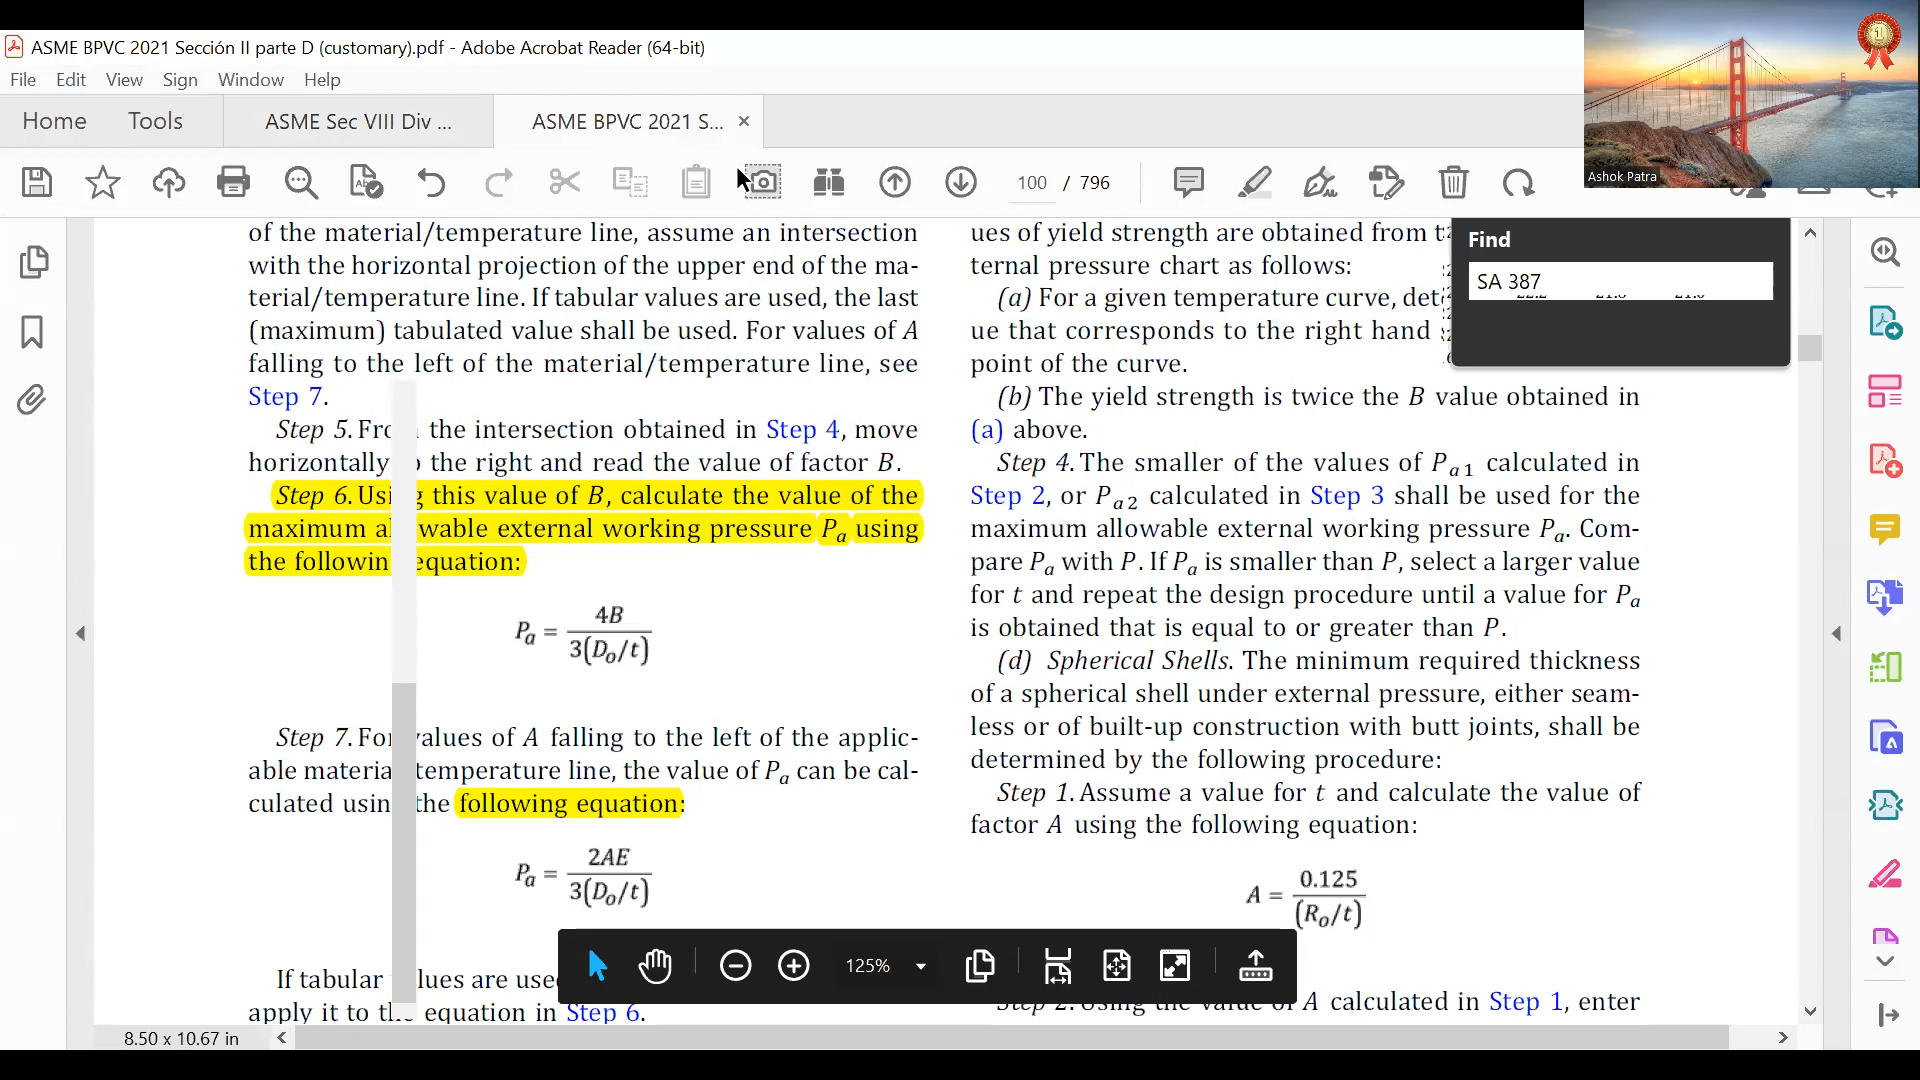 ASME BPVC 2021 Sección II parte D (customary).pdf - Adobe Acrobat Reader (64-bit)
File Edit View Sign Window Help
Home Tools ASME Sec VIII Div ... ASME BPVC 2021 S... ×
100 / 796
Ashok Patra
Find
SA 387
of the material/temperature line, assume an intersection
with the horizontal projection of the upper end of the ma-
terial/temperature line. If tabular values are used, the last
(maximum) tabulated value shall be used. For values of A
falling to the left of the material/temperature line, see
Step 7.
Step 5. the intersection obtained in Step 4, move
horizontally the right and read the value of factor B.
Step 6. this value of B, calculate the value of the
maximum external working pressure Pa using
the equation:
Pa = 4B / 3(Do/t)
Step 7. values of A falling to the left of the applic-
able temperature line, the value of Pa can be cal-
culated the following equation:
Pa = 2AE / 3(Do/t)
If tabular
apply it to equation in Step 6.
ues of yield strength are obtained from
ternal pressure chart as follows:
(a) For a given temperature curve,
ue that corresponds to the right hand
point of the curve.
(b) The yield strength is twice the B value obtained in
(a) above.
Step 4. The smaller of the values of Pa1 calculated in
Step 2, or Pa2 calculated in Step 3 shall be used for the
maximum allowable external working pressure Pa. Com-
pare Pa with P. If Pa is smaller than P, select a larger value
for t and repeat the design procedure until a value for Pa
is obtained that is equal to or greater than P.
(d) Spherical Shells. The minimum required thickness
of a spherical shell under external pressure, either seam-
less or of built-up construction with butt joints, shall be
determined by the following procedure:
Step 1. Assume a value for t and calculate the value of
factor A using the following equation:
A = 0.125 / (Ro/t)
A calculated in Step 1, enter
125%
8.50 x 10.67 in